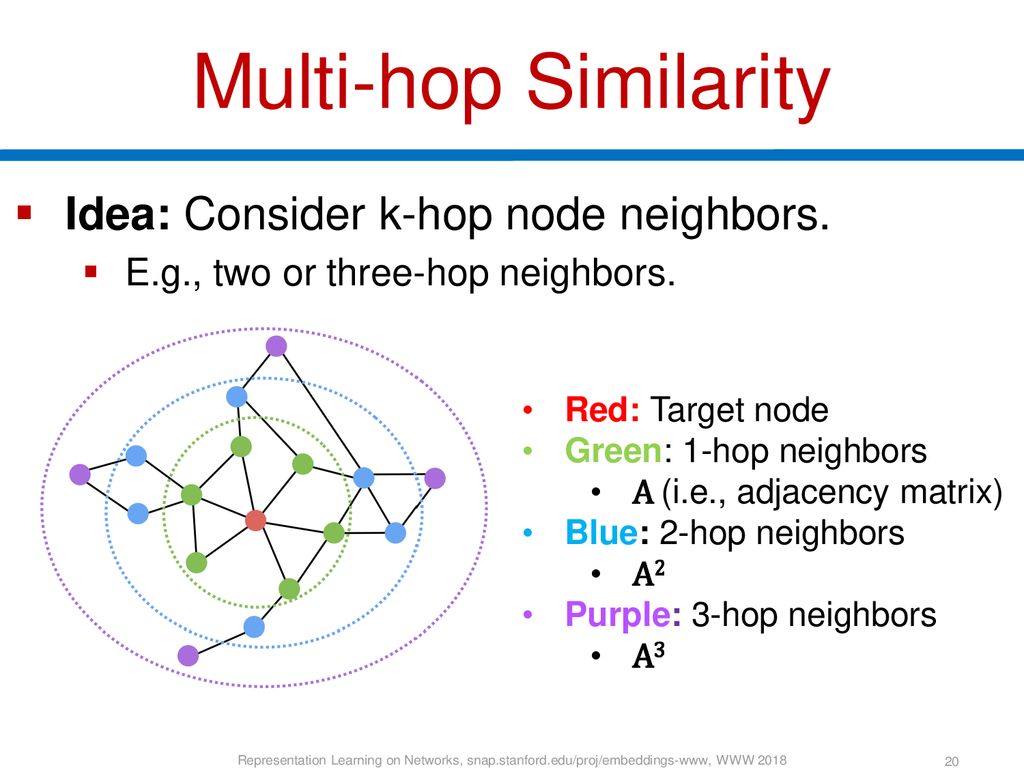 Multi-hop Similarity
▪ Idea: Consider k-hop node neighbors.
▪ E.g., two or three-hop neighbors.
• Red: Target node
• Green: 1-hop neighbors
• A (i.e., adjacency matrix)
• Blue: 2-hop neighbors
• A²
• Purple: 3-hop neighbors
• A³
Representation Learning on Networks, snap.stanford.edu/proj/embeddings-www, WWW 2018
20